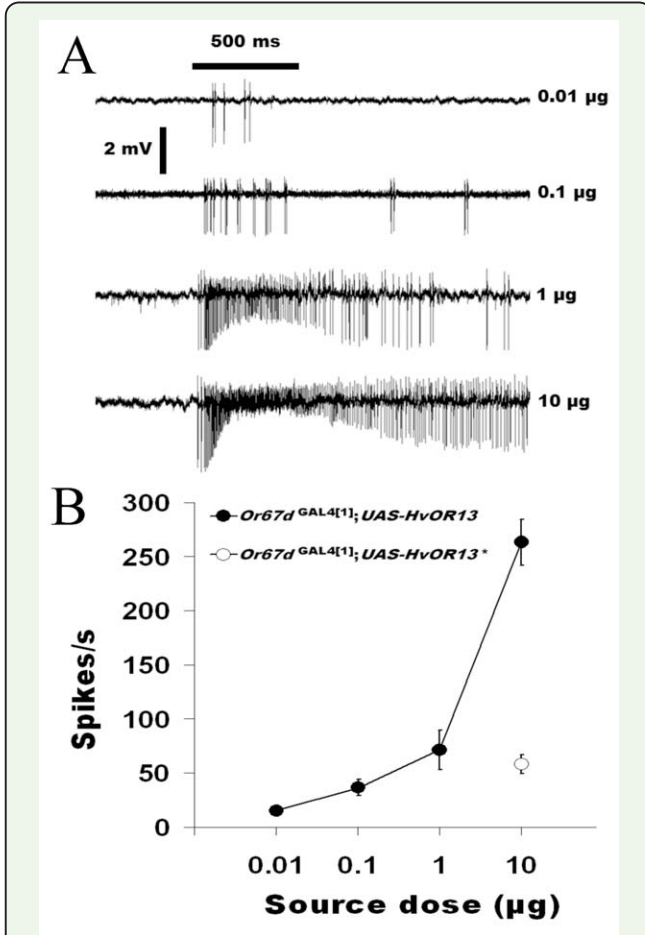 A
500 ms
0.01 µg
2 mV
0.1 µg
1 µg
10 µg
B
300
Or67d GAL4[1]; UAS-HvOR13
Or67d GAL4[1]; UAS-HvOR13*
250
200
150
100
50
0
Spikes/s
0.01 0.1 1 10
Source dose (µg)